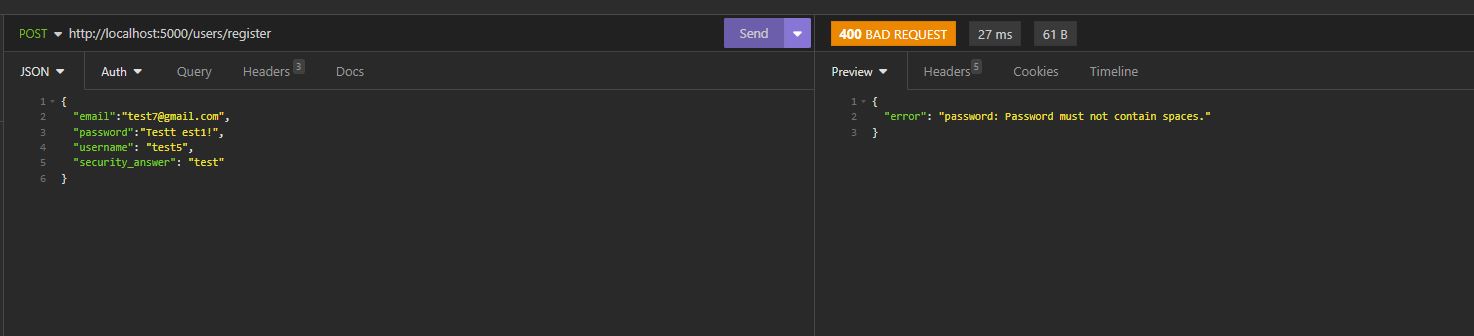 POST http://localhost:5000/users/register Send
JSON Auth Query Headers 3 Docs
1 {
2 "email":"test7@gmail.com",
3 "password":"Testt est1!",
4 "username": "test5",
5 "security_answer": "test"
6 }
400 BAD REQUEST 27 ms 61 B
Preview Headers 5 Cookies Timeline
1 {
2 "error": "password: Password must not contain spaces."
3 }